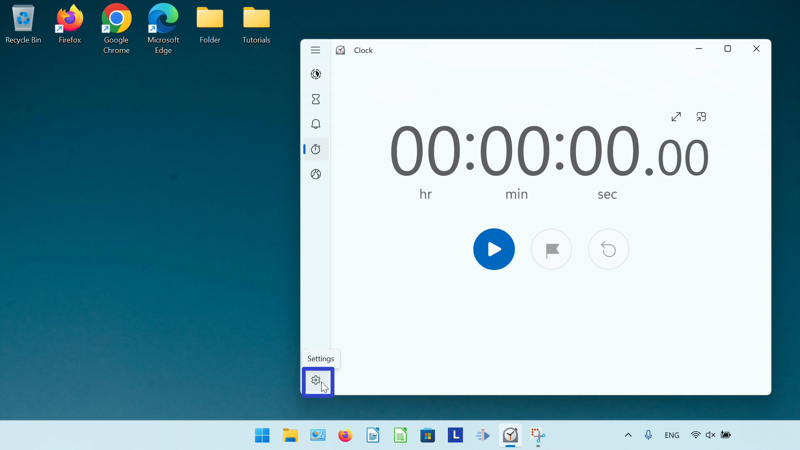 Recycle Bin
Firefox
Google
Chrome
Microsoft
Edge
Folder
Tutorials
Clock
00:00:00.00
hr
min
sec
Settings
L
ENG